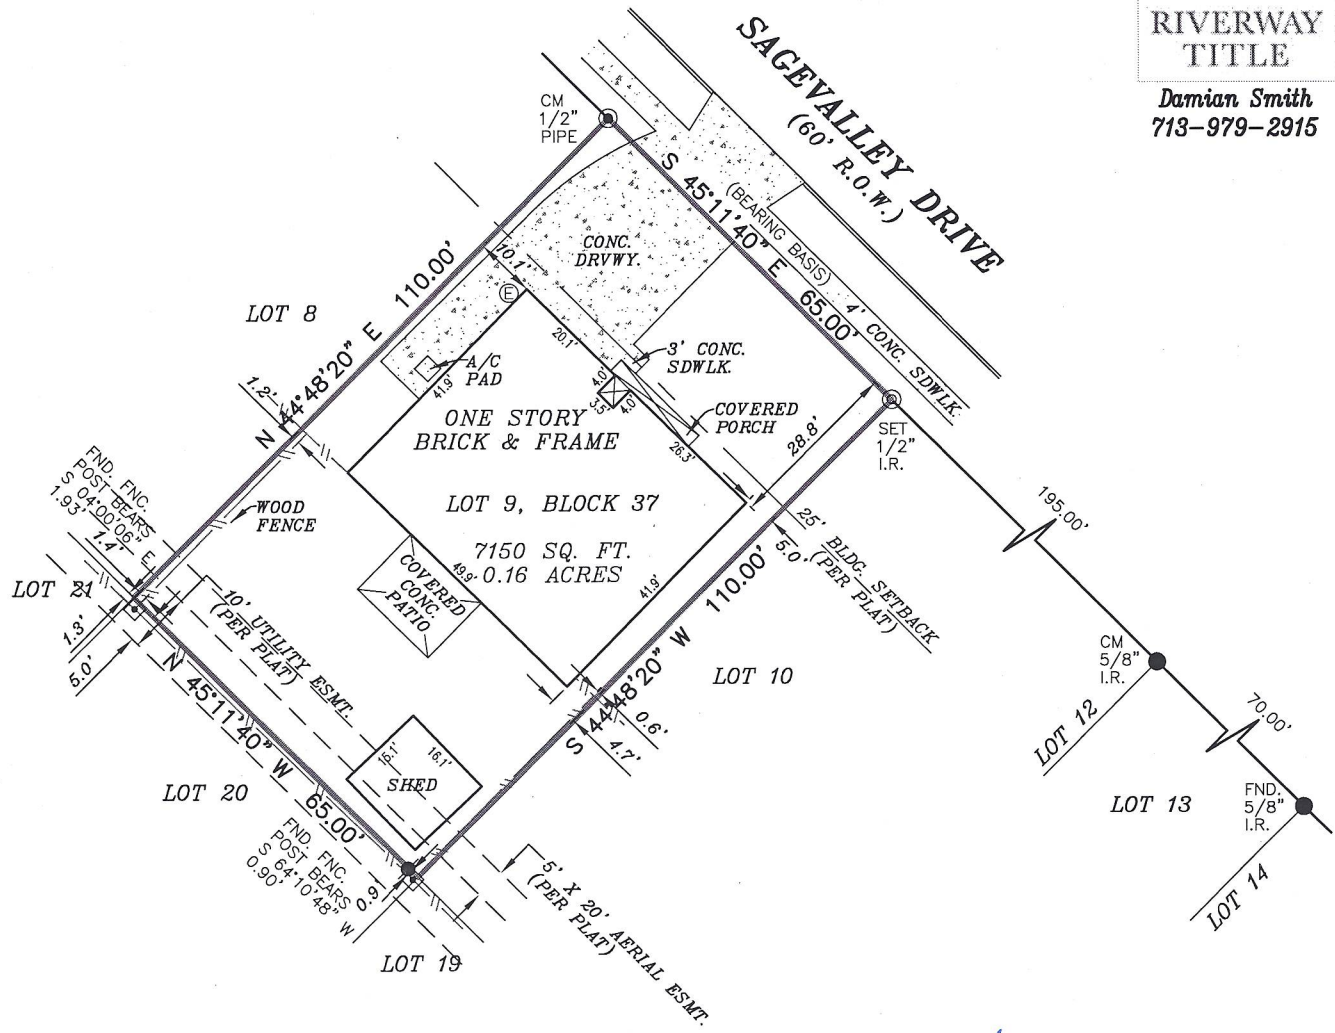 RIVERWAY
TITLE
Damian Smith
713-979-2915
SAGEVALLEY DRIVE
(60' R.O.W.)
CM
1/2"
PIPE
S 45°11'40" E 65.00'
(BEARING BASIS)
4' CONC. SDWLK.
CONC.
DRVWY.
10.1'
E
N 44°48'20" E 110.00'
LOT 8
20.1'
A/C
PAD
41.9'
3' CONC.
SDWLK.
4.0'
3.5'
4.0'
COVERED
PORCH
26.3'
28.8'
SET
1/2"
I.R.
1.2'
ONE STORY
BRICK & FRAME
LOT 9, BLOCK 37
7150 SQ. FT.
0.16 ACRES
WOOD
FENCE
FND. FNC.
POST BEARS
S 04°00'06" E
1.93'
1.4'
LOT 21
1.3'
5.0'
10' UTILITY ESMT.
(PER PLAT)
49.9'
COVERED
CONC.
PATIO
41.9'
25' BLDG. SETBACK
(PER PLAT)
5.0'
S 44°48'20" W 110.00'
LOT 10
0.6'
4.7'
195.00'
CM
5/8"
I.R.
LOT 12
70.00'
LOT 13
FND.
5/8"
I.R.
LOT 14
N 45°11'40" W 65.00'
LOT 20
16.1'
SHED
FND. FNC.
POST BEARS
S 64°10'48" W
0.90'
0.9'
5' X 20' AERIAL ESMT.
(PER PLAT)
LOT 19